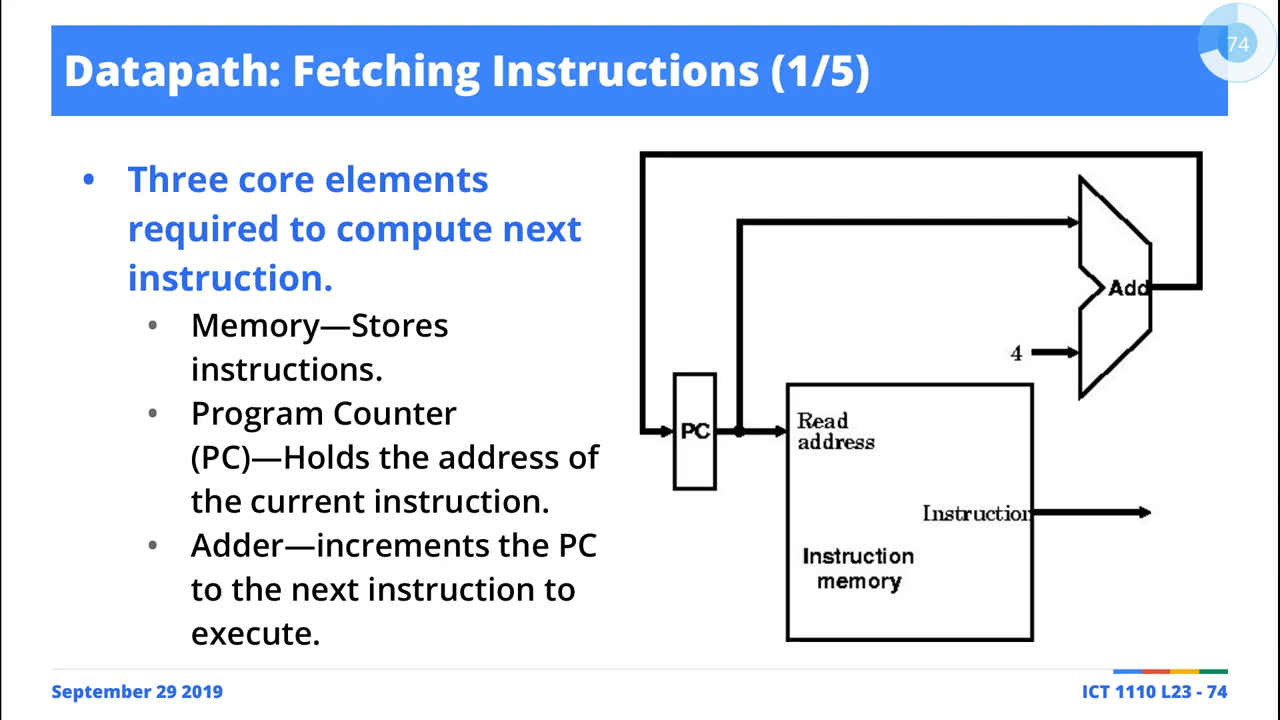 74
Datapath: Fetching Instructions (1/5)
• Three core elements
required to compute next
instruction.
• Memory—Stores
instructions.
• Program Counter
(PC)—Holds the address of
the current instruction.
• Adder—increments the PC
to the next instruction to
execute.
Add
4
PC
Read
address
Instruction
Instruction
memory
September 29 2019
ICT 1110 L23 - 74